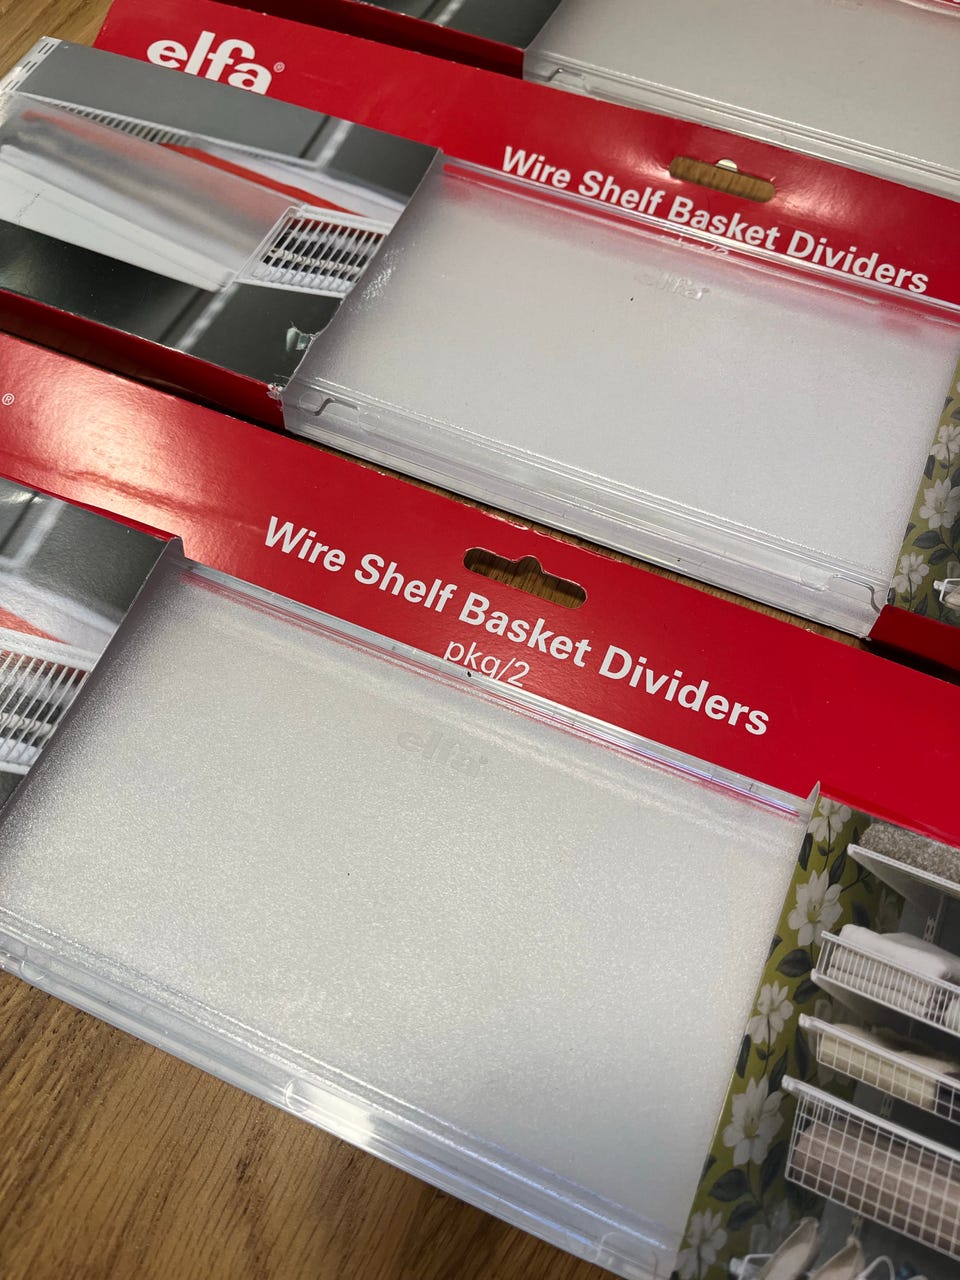 elfa®
Wire Shelf Basket Dividers
elfa
®
Wire Shelf Basket Dividers
pkg/2
elfa